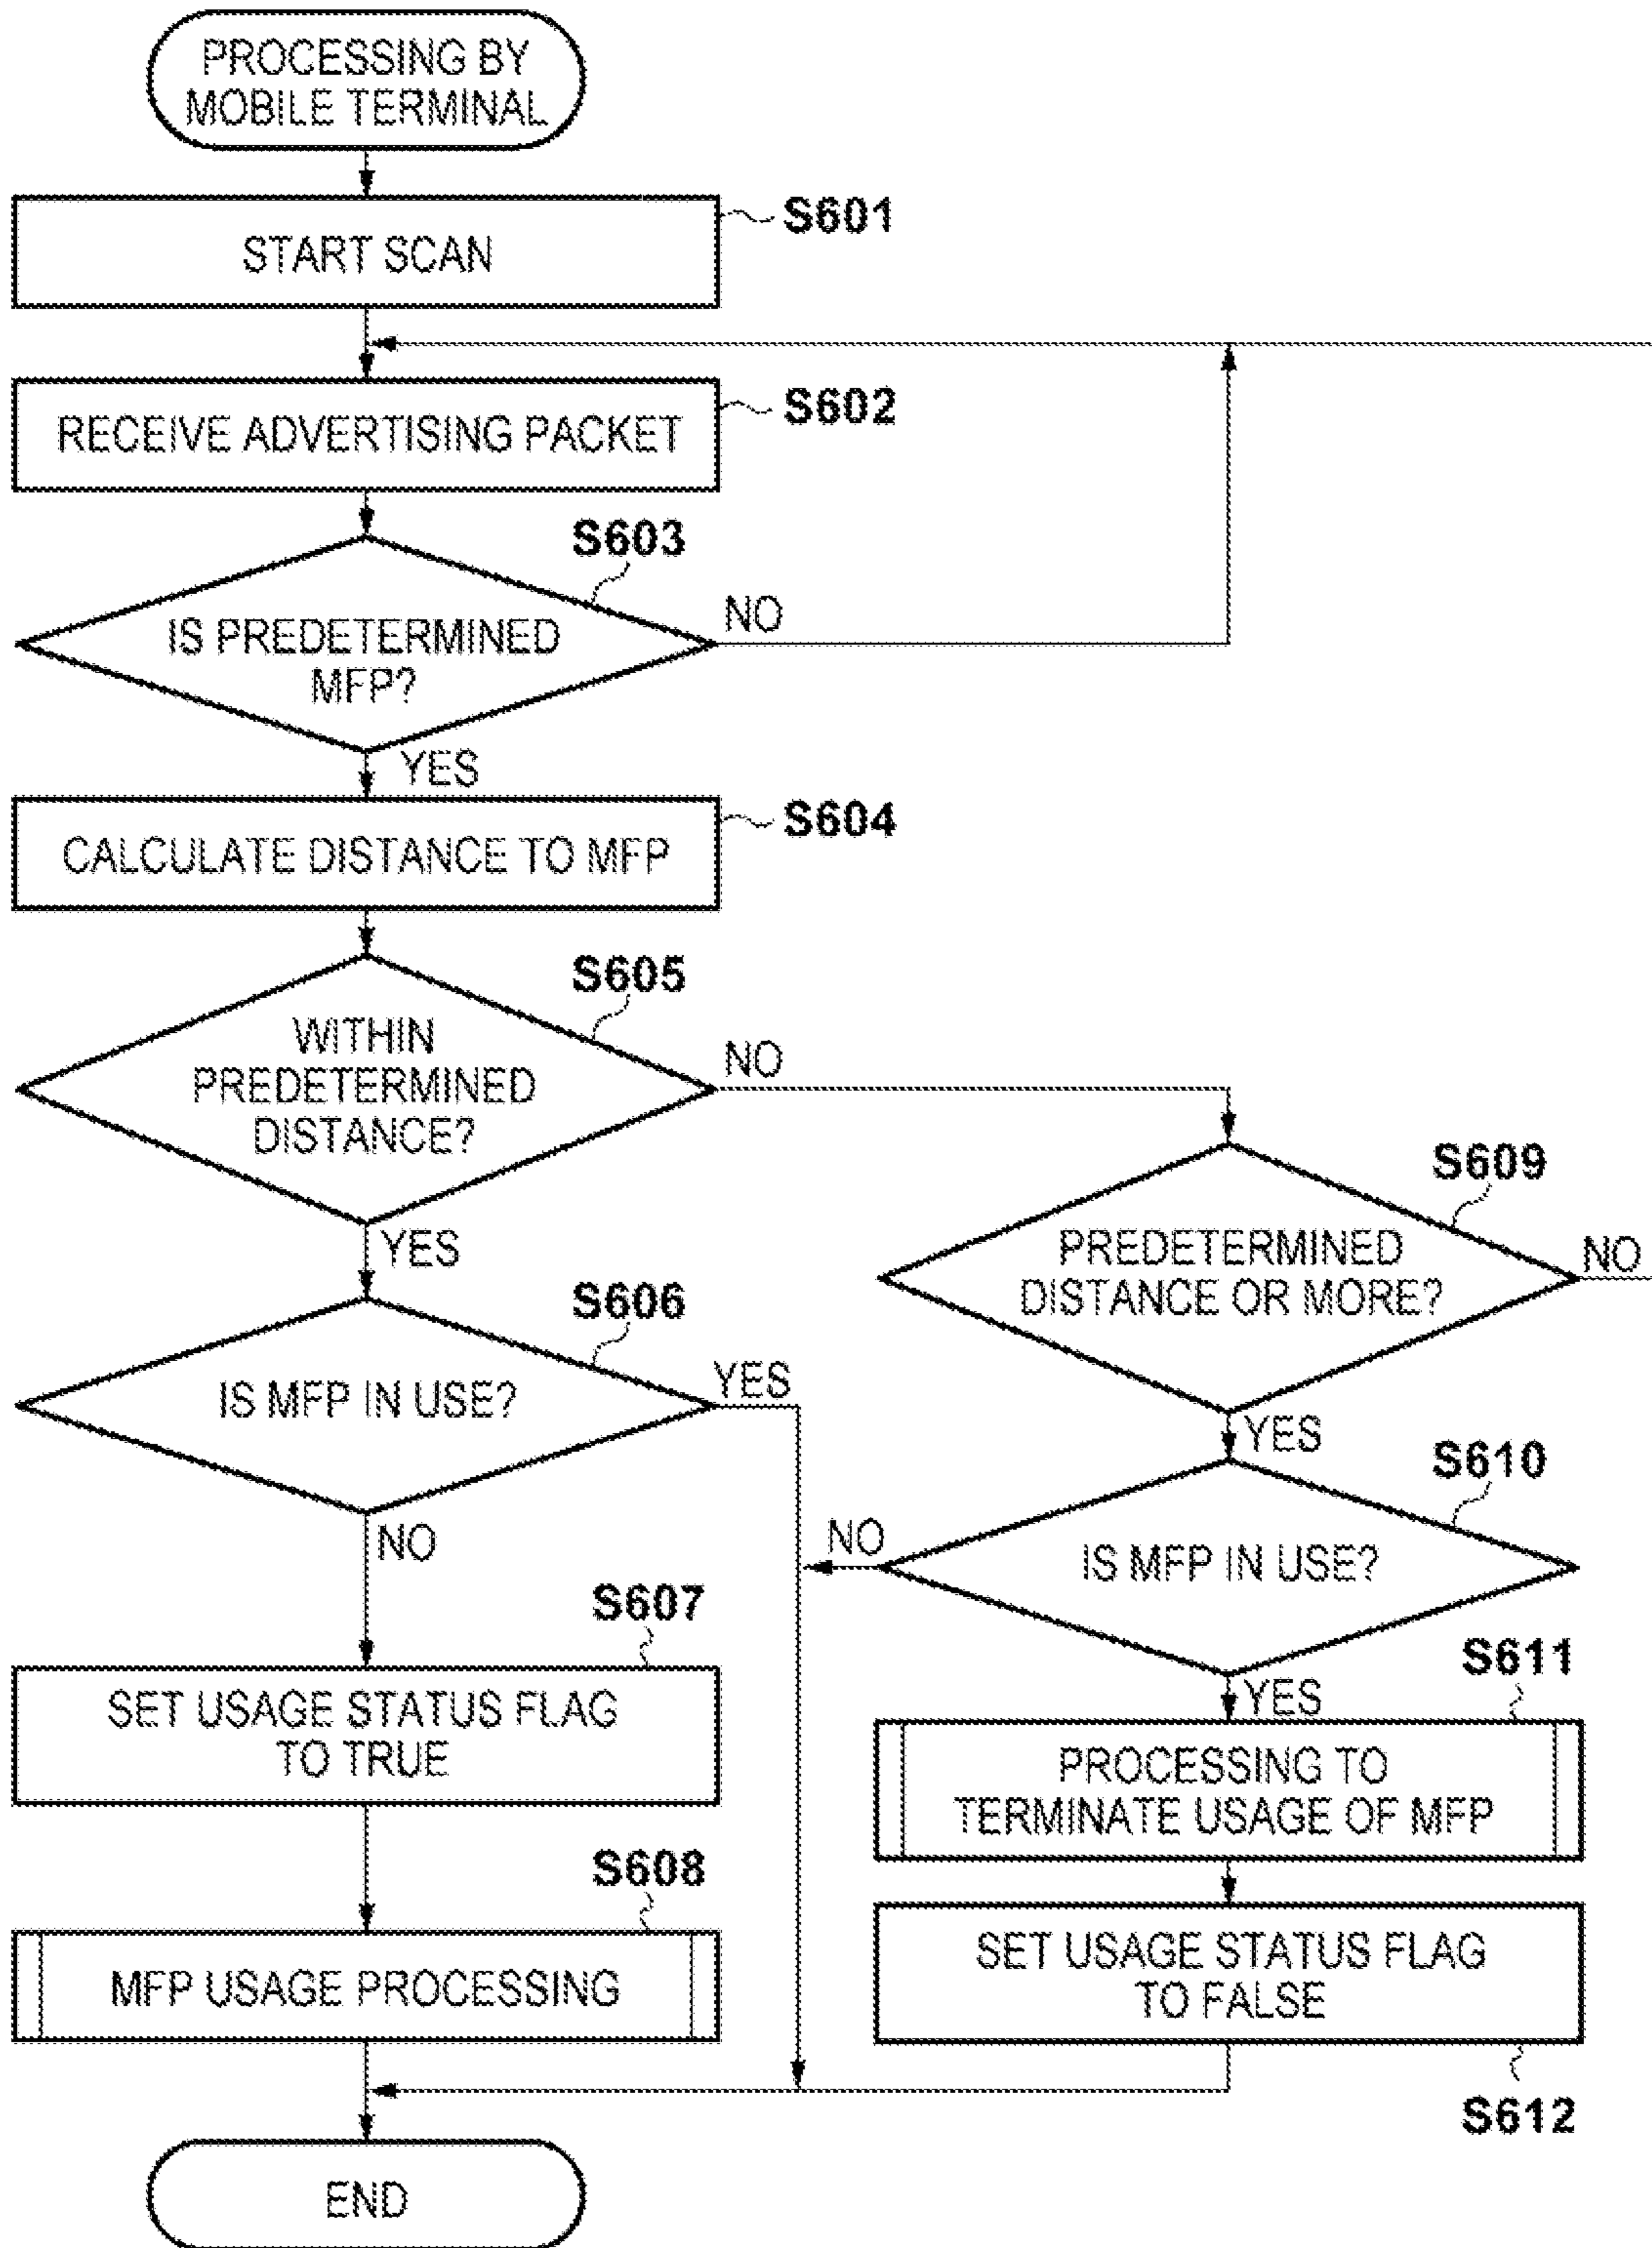 PROCESSING BY
MOBILE TERMINAL
S601
START SCAN
S602
RECEIVE ADVERTISING PACKET
S603
IS PREDETERMINED
MFP?
NO
YES
S604
CALCULATE DISTANCE TO MFP
S605
WITHIN
PREDETERMINED
DISTANCE?
NO
YES
S609
PREDETERMINED
DISTANCE OR MORE?
NO
YES
S606
IS MFP IN USE?
YES
NO
S610
IS MFP IN USE?
NO
YES
S607
SET USAGE STATUS FLAG
TO TRUE
S611
PROCESSING TO
TERMINATE USAGE OF MFP
S608
MFP USAGE PROCESSING
SET USAGE STATUS FLAG
TO FALSE
S612
END